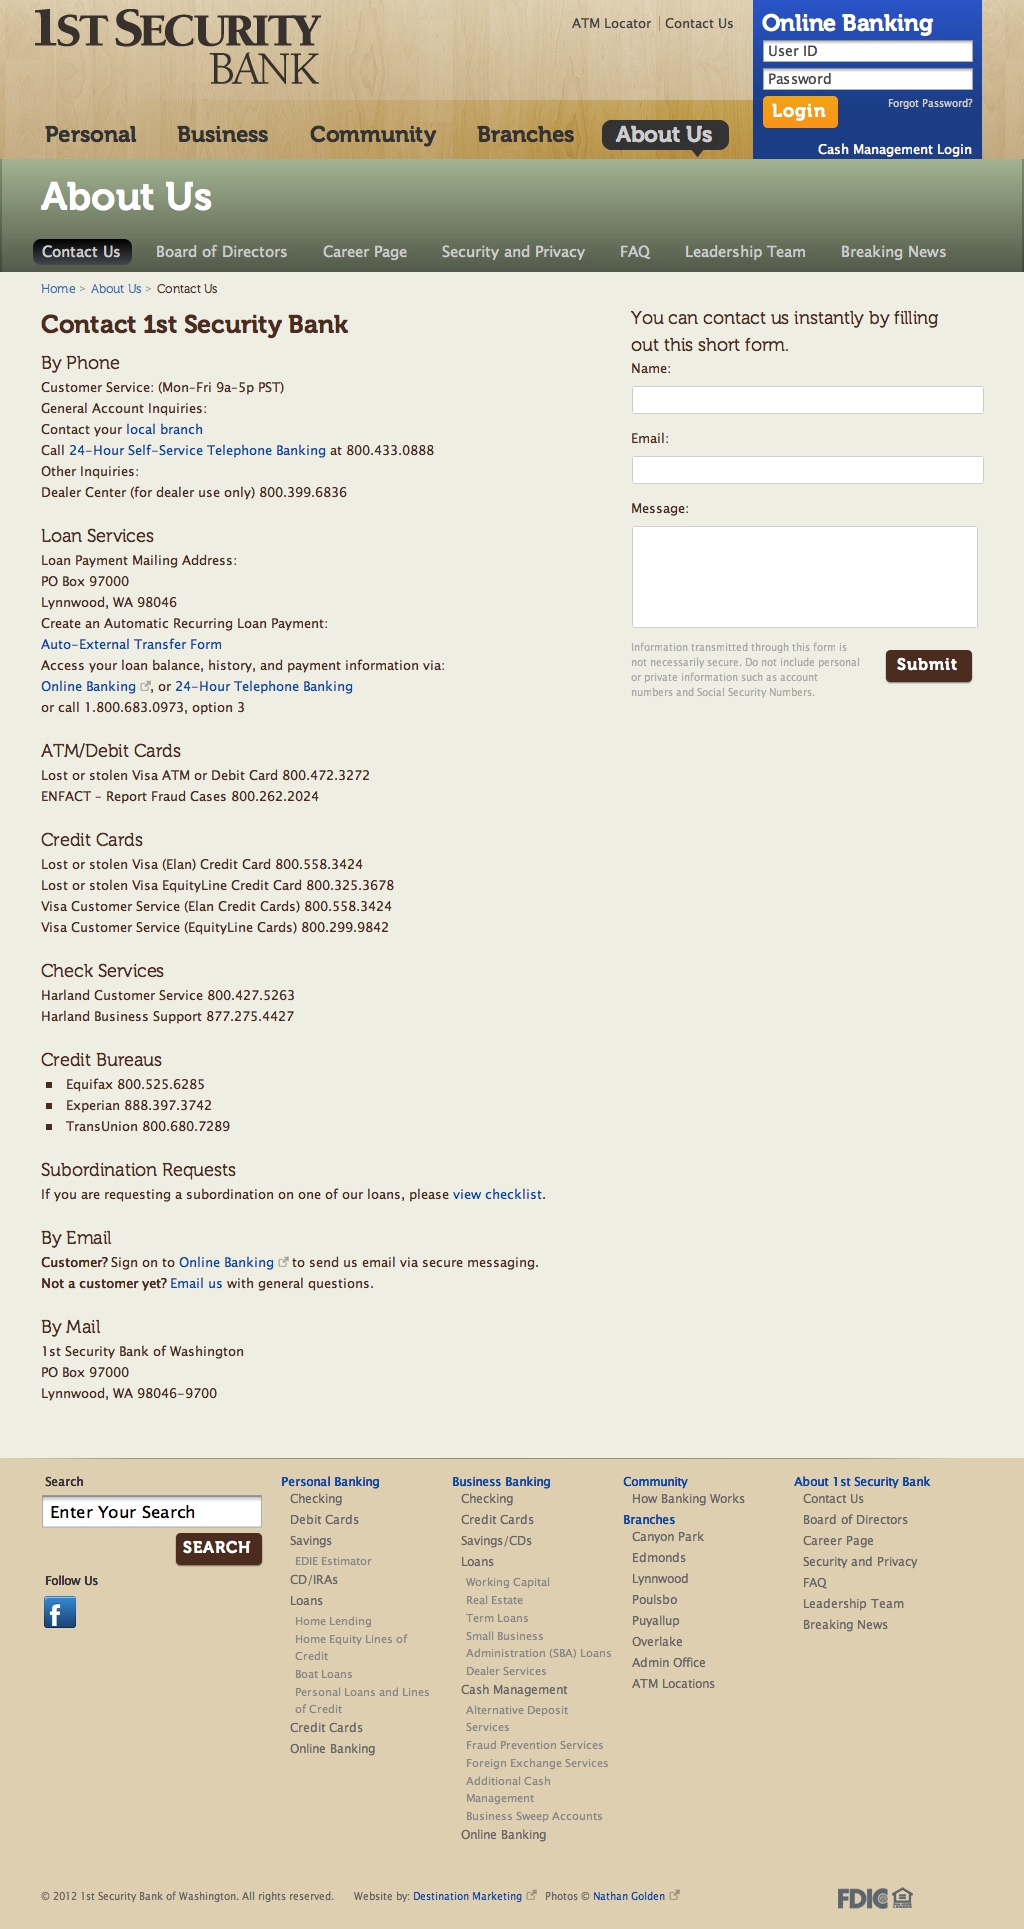 1ST SECURITY
BANK
ATM Locator
Contact Us
Online Banking
User ID
Password
Login
Forgot Password?
Cash Management Login
Personal
Business
Community
Branches
About Us
About Us
Contact Us
Board of Directors
Career Page
Security and Privacy
FAQ
Leadership Team
Breaking News
Home > About Us > Contact Us
Contact 1st Security Bank
By Phone
Customer Service: (Mon–Fri 9a–5p PST)
General Account Inquiries:
Contact your local branch
Call 24–Hour Self–Service Telephone Banking at 800.433.0888
Other Inquiries:
Dealer Center (for dealer use only) 800.399.6836
Loan Services
Loan Payment Mailing Address:
PO Box 97000
Lynnwood, WA 98046
Create an Automatic Recurring Loan Payment:
Auto–External Transfer Form
Access your loan balance, history, and payment information via:
Online Banking , or 24–Hour Telephone Banking
or call 1.800.683.0973, option 3
ATM/Debit Cards
Lost or stolen Visa ATM or Debit Card 800.472.3272
ENFACT – Report Fraud Cases 800.262.2024
Credit Cards
Lost or stolen Visa (Elan) Credit Card 800.558.3424
Lost or stolen Visa EquityLine Credit Card 800.325.3678
Visa Customer Service (Elan Credit Cards) 800.558.3424
Visa Customer Service (EquityLine Cards) 800.299.9842
Check Services
Harland Customer Service 800.427.5263
Harland Business Support 877.275.4427
Credit Bureaus
Equifax 800.525.6285
Experian 888.397.3742
TransUnion 800.680.7289
Subordination Requests
If you are requesting a subordination on one of our loans, please view checklist.
By Email
Customer? Sign on to Online Banking to send us email via secure messaging.
Not a customer yet? Email us with general questions.
By Mail
1st Security Bank of Washington
PO Box 97000
Lynnwood, WA 98046–9700
You can contact us instantly by filling
out this short form.
Name:
Email:
Message:
Information transmitted through this form is
not necessarily secure. Do not include personal
or private information such as account
numbers and Social Security Numbers.
Submit
Search
Enter Your Search
SEARCH
Follow Us
f
Personal Banking
Checking
Debit Cards
Savings
EDIE Estimator
CD/IRAs
Loans
Home Lending
Home Equity Lines of
Credit
Boat Loans
Personal Loans and Lines
of Credit
Credit Cards
Online Banking
Business Banking
Checking
Credit Cards
Savings/CDs
Loans
Working Capital
Real Estate
Term Loans
Small Business
Administration (SBA) Loans
Dealer Services
Cash Management
Alternative Deposit
Services
Fraud Prevention Services
Foreign Exchange Services
Additional Cash
Management
Business Sweep Accounts
Online Banking
Community
How Banking Works
Branches
Canyon Park
Edmonds
Lynnwood
Poulsbo
Puyallup
Overlake
Admin Office
ATM Locations
About 1st Security Bank
Contact Us
Board of Directors
Career Page
Security and Privacy
FAQ
Leadership Team
Breaking News
© 2012 1st Security Bank of Washington. All rights reserved.
Website by: Destination Marketing
Photos © Nathan Golden
FDIC